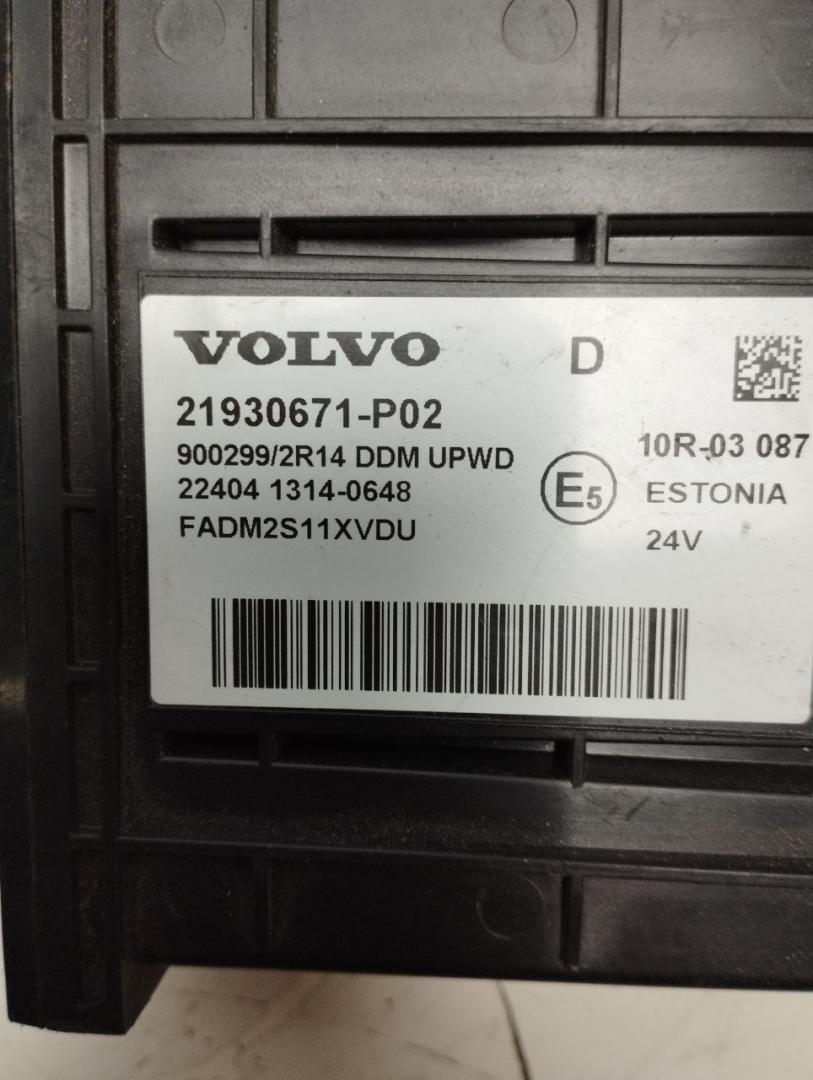 VOLVO D
21930671-P02
900299/2R14 DDM UPWD
10R-03 087
22404 1314-0648
E5 ESTONIA
FADM2S11XVDU
24V